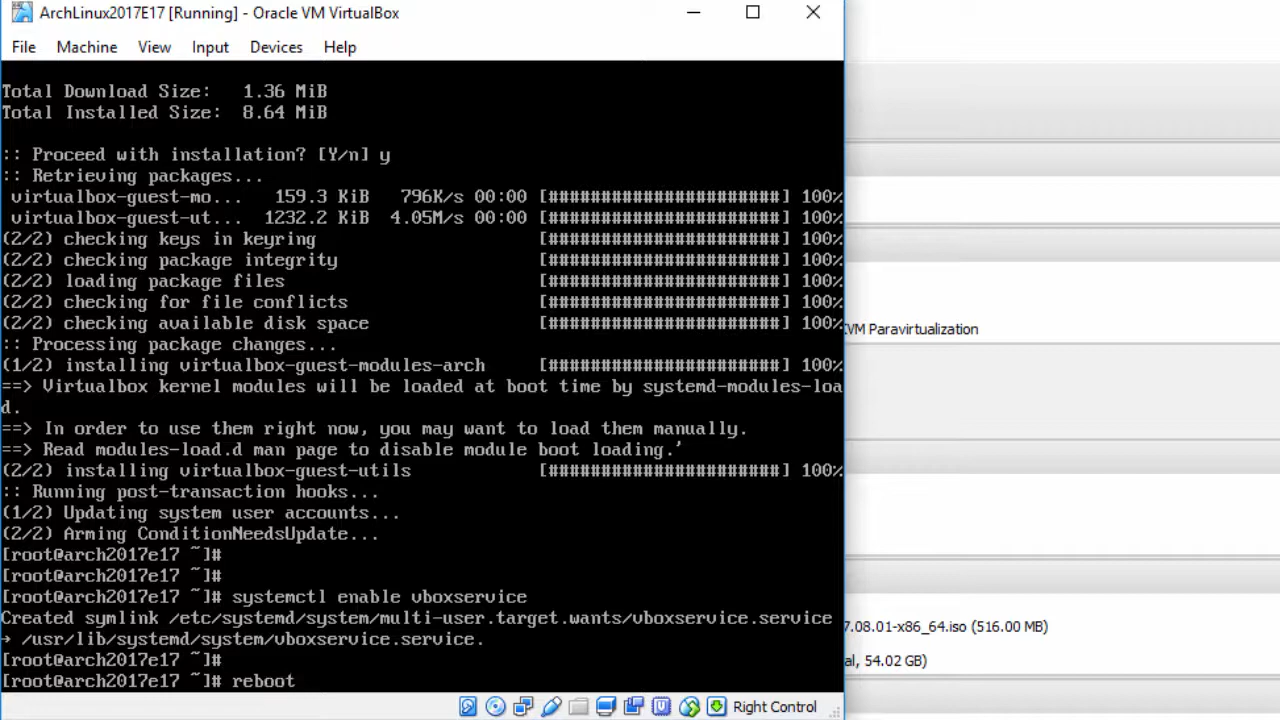 ArchLinux2017E17 [Running] - Oracle VM VirtualBox
File Machine View Input Devices Help
Total Download Size: 1.36 MiB
Total Installed Size: 8.64 MiB
:: Proceed with installation? [Y/n] y
:: Retrieving packages...
virtualbox-guest-mo... 159.3 KiB 796K/s 00:00 [#######################] 100%
virtualbox-guest-ut... 1232.2 KiB 4.05M/s 00:00 [#######################] 100%
(2/2) checking keys in keyring [#######################] 100%
(2/2) checking package integrity [#######################] 100%
(2/2) loading package files [#######################] 100%
(2/2) checking for file conflicts [#######################] 100%
(2/2) checking available disk space [#######################] 100%
:: Processing package changes...
(1/2) installing virtualbox-guest-modules-arch [#######################] 100%
==> Virtualbox kernel modules will be loaded at boot time by systemd-modules-loa
d.
==> In order to use them right now, you may want to load them manually.
==> Read modules-load.d man page to disable module boot loading.'
(2/2) installing virtualbox-guest-utils [#######################] 100%
:: Running post-transaction hooks...
(1/2) Updating system user accounts...
(2/2) Arming ConditionNeedsUpdate...
[root@arch2017e17 ~]#
[root@arch2017e17 ~]#
[root@arch2017e17 ~]# systemctl enable vboxservice
Created symlink /etc/systemd/system/multi-user.target.wants/vboxservice.service
→ /usr/lib/systemd/system/vboxservice.service.
[root@arch2017e17 ~]#
[root@arch2017e17 ~]# reboot
Right Control
KVM Paravirtualization
7.08.01-x86_64.iso (516.00 MB)
al, 54.02 GB)